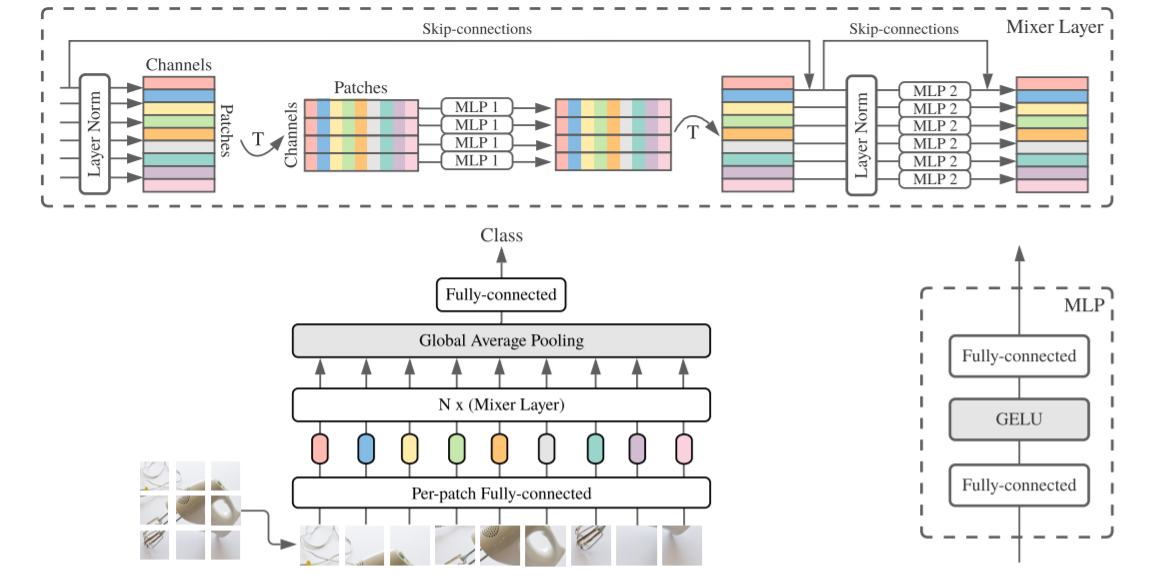 Skip-connections
Skip-connections
Mixer Layer
Channels
Layer Norm
Patches
T
Channels
Patches
MLP 1
MLP 1
MLP 1
MLP 1
T
Layer Norm
MLP 2
MLP 2
MLP 2
MLP 2
MLP 2
MLP 2
Class
Fully-connected
Global Average Pooling
N x (Mixer Layer)
Per-patch Fully-connected
MLP
Fully-connected
GELU
Fully-connected